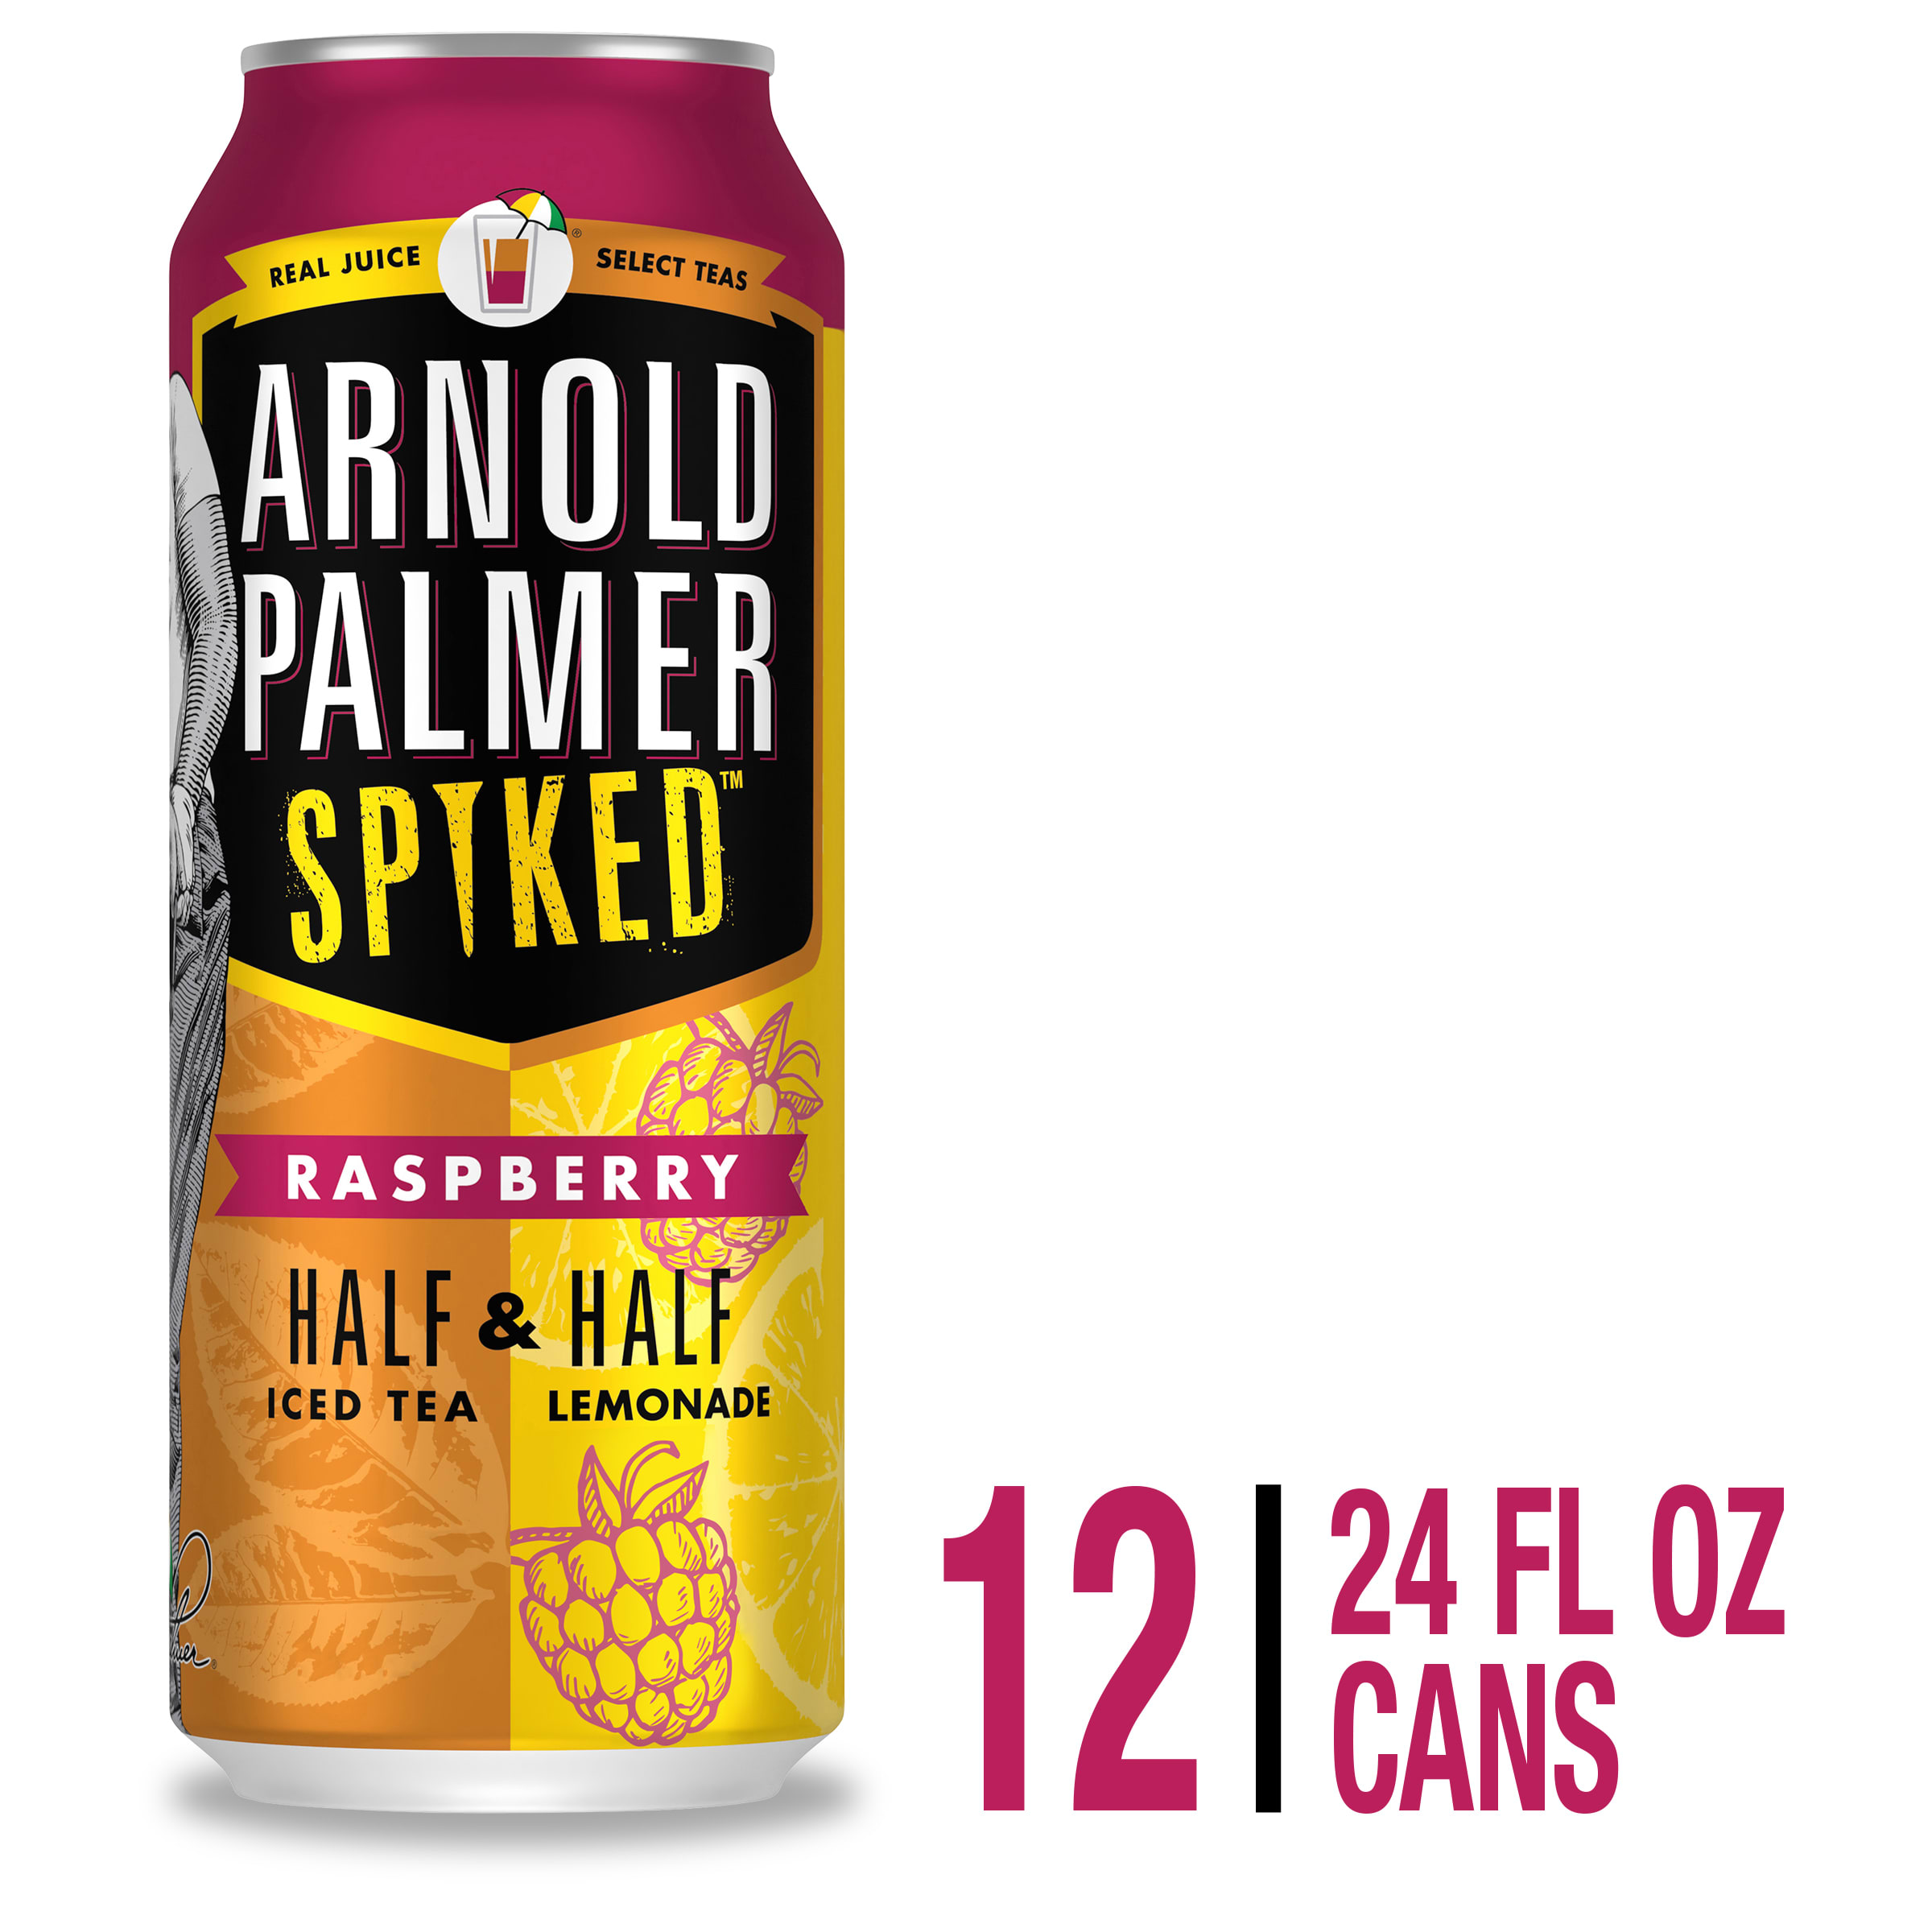 REAL JUICE SELECT TEAS
®
ARNOLD
PALMER
SPIKED™
RASPBERRY
HALF & HALF
ICED TEA LEMONADE
12 24 FL OZ
CANS